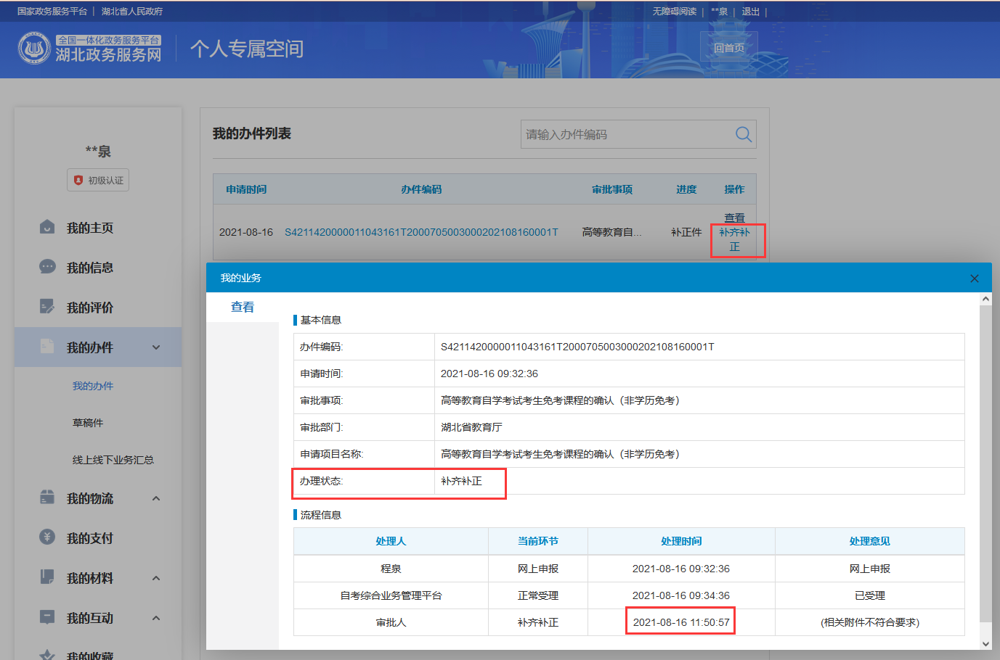 国家政务服务平台 | 湖北省人民政府
无障碍阅读 | **泉 | 退出 |
全国一体化政务服务平台
湖北政务服务网
个人专属空间
回首页
**泉
初级认证
我的主页
我的信息
我的评价
我的办件
我的办件
草稿件
线上线下业务汇总
我的物流
我的支付
我的材料
我的互动
我的收藏
我的办件列表
请输入办件编码
申请时间 办件编码 审批事项 进度 操作
2021-08-16 S4211420000011043161T2000705003000202108160001T 高等教育自... 补正件 查看
补齐补
正
我的业务
查看
基本信息
办件编码: S4211420000011043161T2000705003000202108160001T
申请时间: 2021-08-16 09:32:36
审批事项: 高等教育自学考试考生免考课程的确认（非学历免考）
审批部门: 湖北省教育厅
申请项目名称: 高等教育自学考试考生免考课程的确认（非学历免考）
办理状态: 补齐补正
流程信息
处理人 当前环节 处理时间 处理意见
程泉 网上申报 2021-08-16 09:32:36 网上申报
自考综合业务管理平台 正常受理 2021-08-16 09:34:36 已受理
审批人 补齐补正 2021-08-16 11:50:57 (相关附件不符合要求)